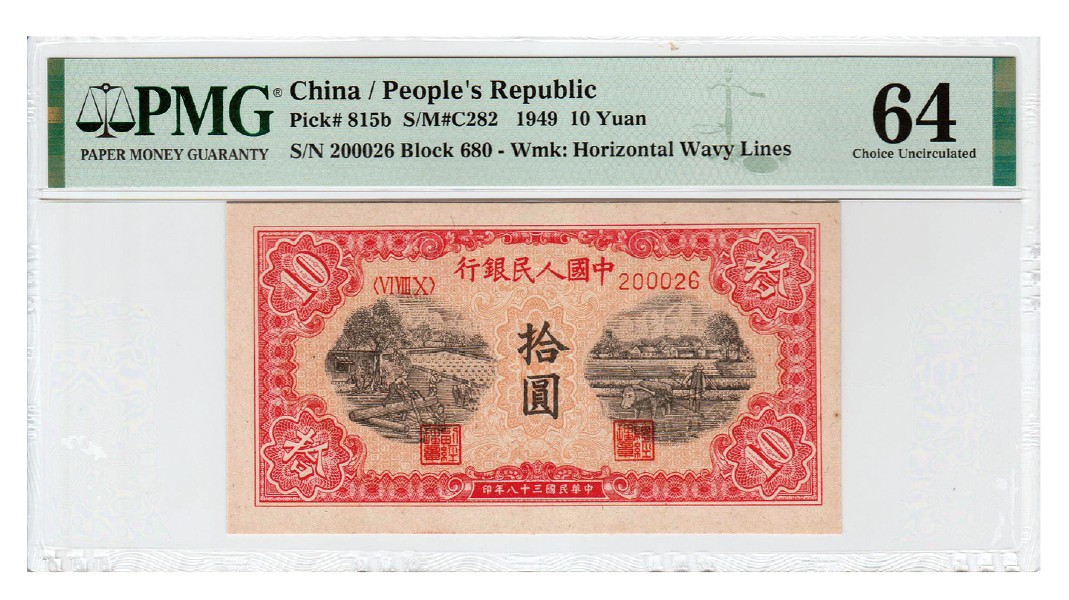 PMG®
PAPER MONEY GUARANTY
China / People's Republic
Pick# 815b S/M#C282 1949 10 Yuan
S/N 200026 Block 680 - Wmk: Horizontal Wavy Lines
64
Choice Uncirculated
中國人民銀行
10
拾
〈VI VIII X〉
200026
拾
圓
拾
10
中華民國三十八年印